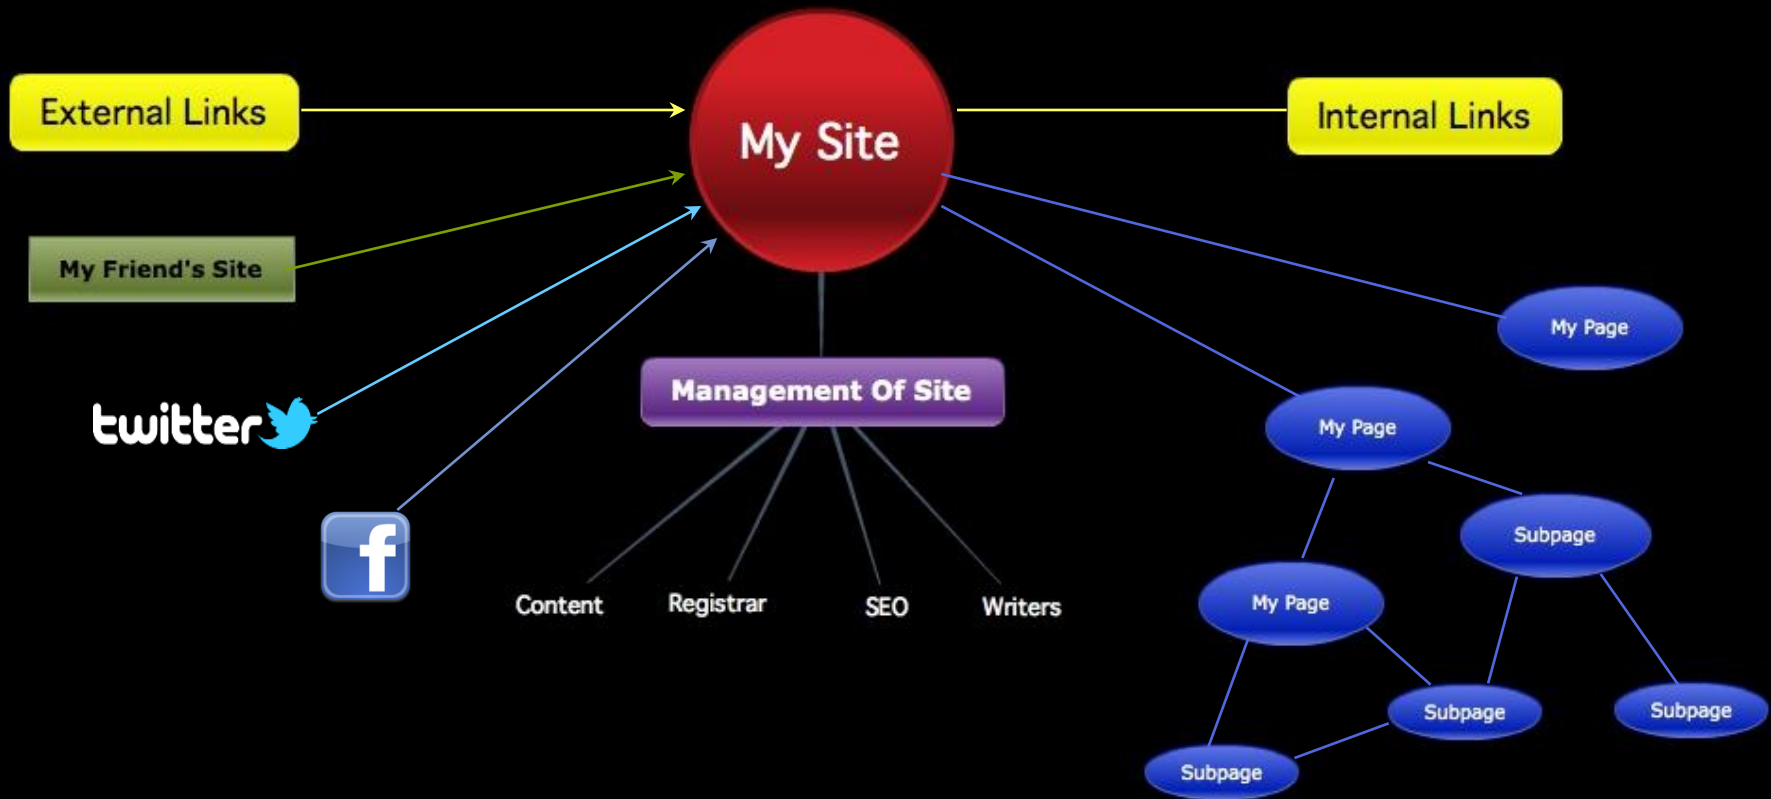 External Links
My Site
Internal Links
My Friend's Site
My Page
Management Of Site
twitter
My Page
f
Subpage
Content
Registrar
SEO
Writers
My Page
Subpage
Subpage
Subpage